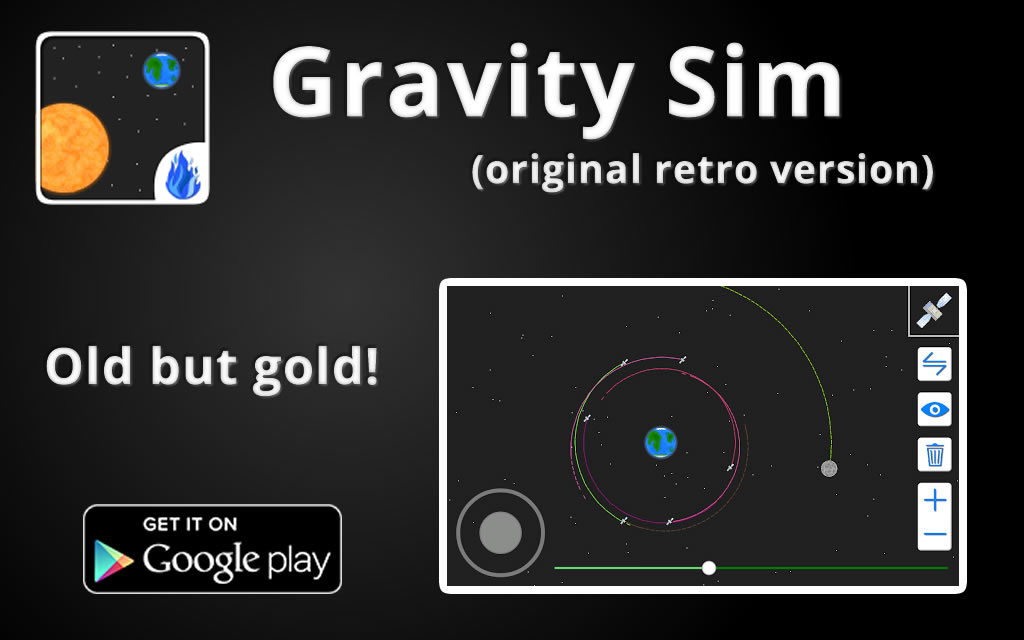 Gravity Sim
(original retro version)
Old but gold!
GET IT ON
Google play